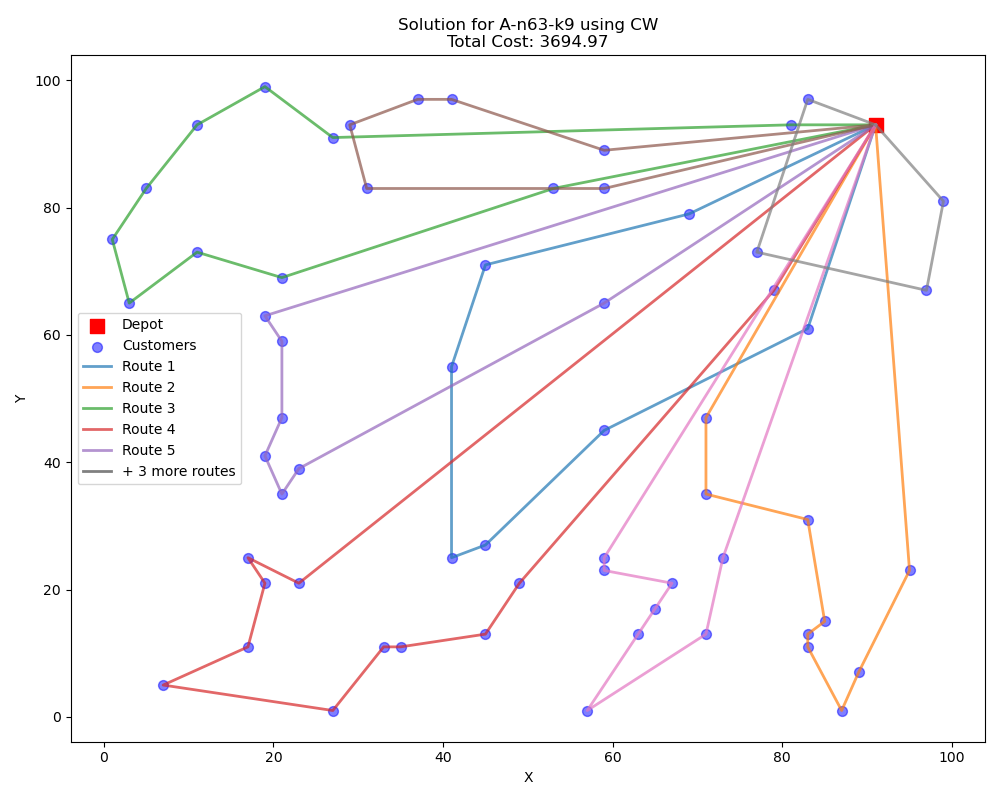 Solution for A-n63-k9 using CW
Total Cost: 3694.97
100
80
60
40
20
0
Y
Depot
Customers
Route 1
Route 2
Route 3
Route 4
Route 5
+ 3 more routes
0 20 40 60 80 100
X